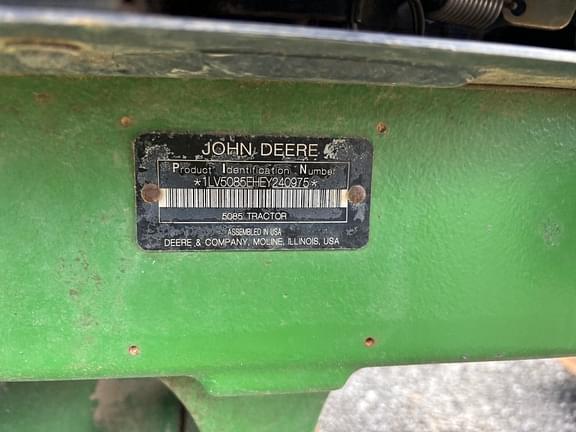 JOHN DEERE
Product Identification Number
*1LV5085EHEY240975*
5085 TRACTOR
ASSEMBLED IN USA
DEERE & COMPANY, MOLINE, ILLINOIS, USA